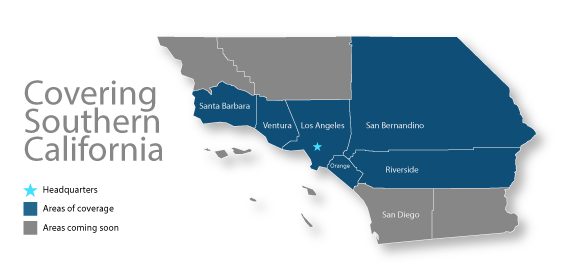 Covering
Southern
California
Headquarters
Areas of coverage
Areas coming soon
Santa Barbara
Ventura
Los Angeles
San Bernandino
Orange
Riverside
San Diego